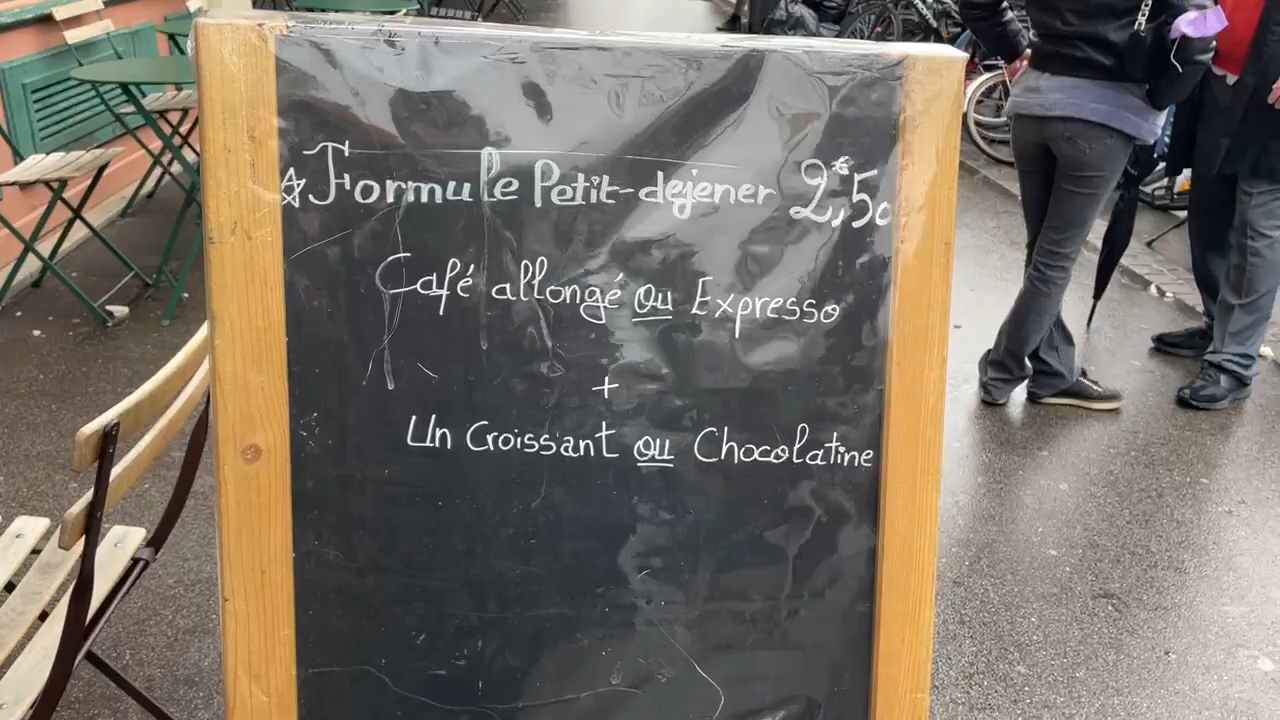 ☆ Formule Petit-dejener 2,50€
Café allongé ou Expresso
+
Un Croissant ou Chocolatine